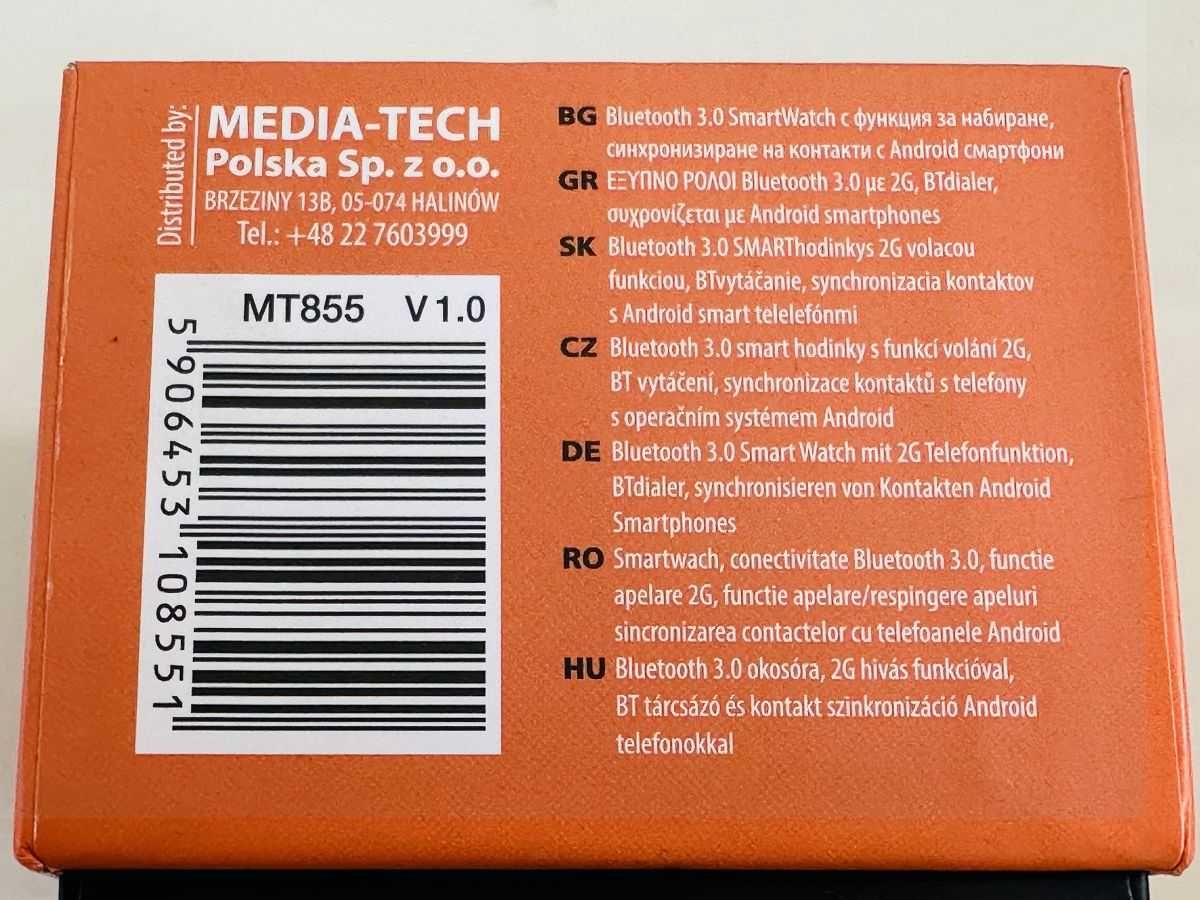 Distributed by:
MEDIA-TECH
Polska Sp. z o.o.
BRZEZINY 13B, 05-074 HALINÓW
Tel.: +48 22 7603999
MT855 V1.0
5906453108551
BG Bluetooth 3.0 SmartWatch с функция за набиране,
синхронизиране на контакти с Android смартфони
GR ΕΞΥΠΝΟ ΡΟΛΟΙ Bluetooth 3.0 με 2G, BTdialer,
συχρονίζεται με Android smartphones
SK Bluetooth 3.0 SMARThodinkys 2G volacou
funkciou, BTvytáčanie, synchronizacia kontaktov
s Android smart telelefónmi
CZ Bluetooth 3.0 smart hodinky s funkcí volání 2G,
BT vytáčení, synchronizace kontaktů s telefony
s operačním systémem Android
DE Bluetooth 3.0 Smart Watch mit 2G Telefonfunktion,
BTdialer, synchronisieren von Kontakten Android
Smartphones
RO Smartwach, conectivitate Bluetooth 3.0, functie
apelare 2G, functie apelare/respingere apeluri
sincronizarea contactelor cu telefoanele Android
HU Bluetooth 3.0 okosóra, 2G hivás funkcióval,
BT tárcsázó és kontakt szinkronizáció Android
telefonokkal